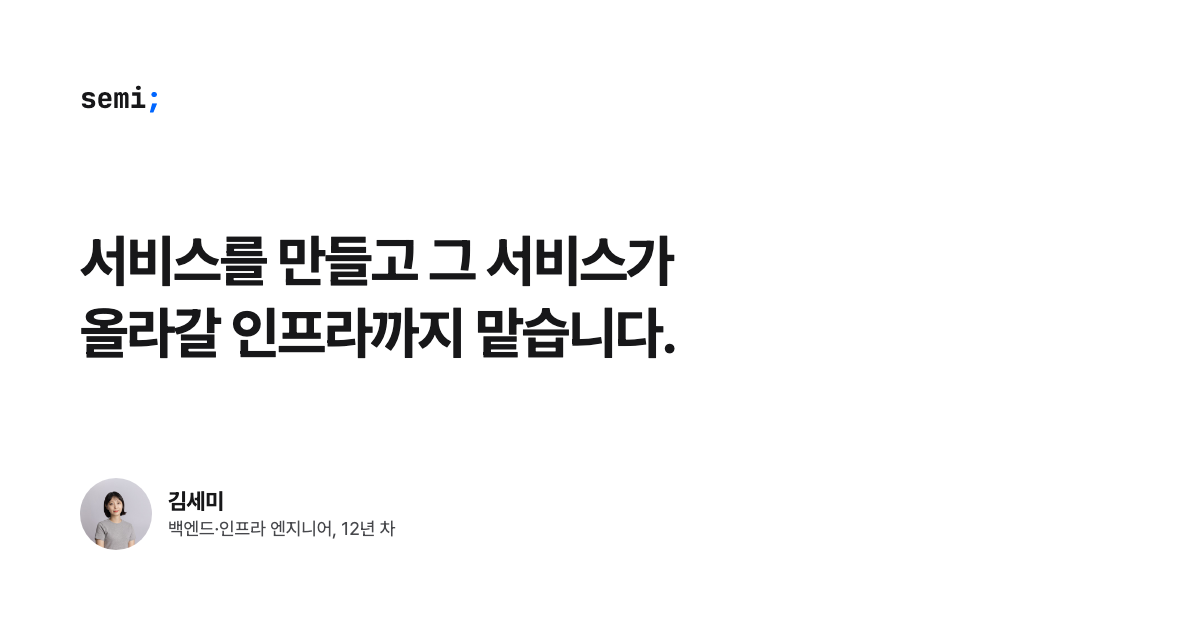 semi;
서비스를 만들고 그 서비스가
올라갈 인프라까지 맡습니다.
김세미
백엔드·인프라 엔지니어, 12년 차